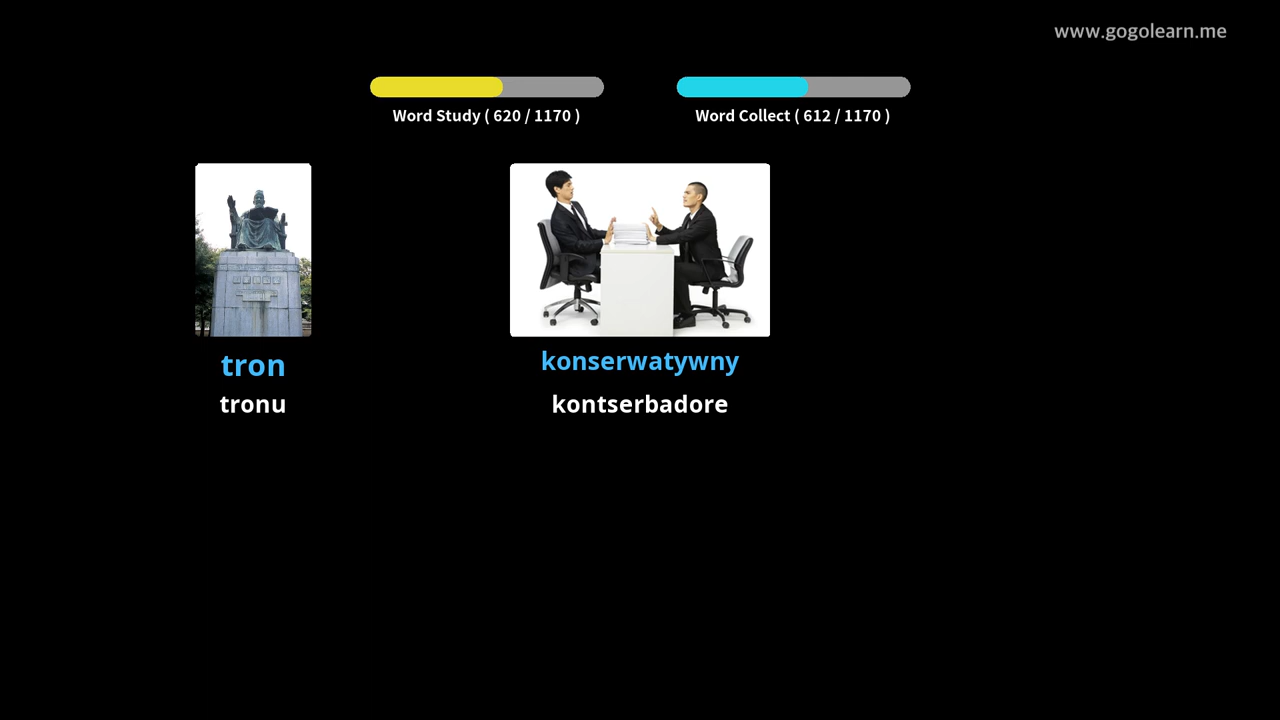 www.gogolearn.me
Word Study ( 620 / 1170 )
Word Collect ( 612 / 1170 )
tron
tronu
konserwatywny
kontserbadore